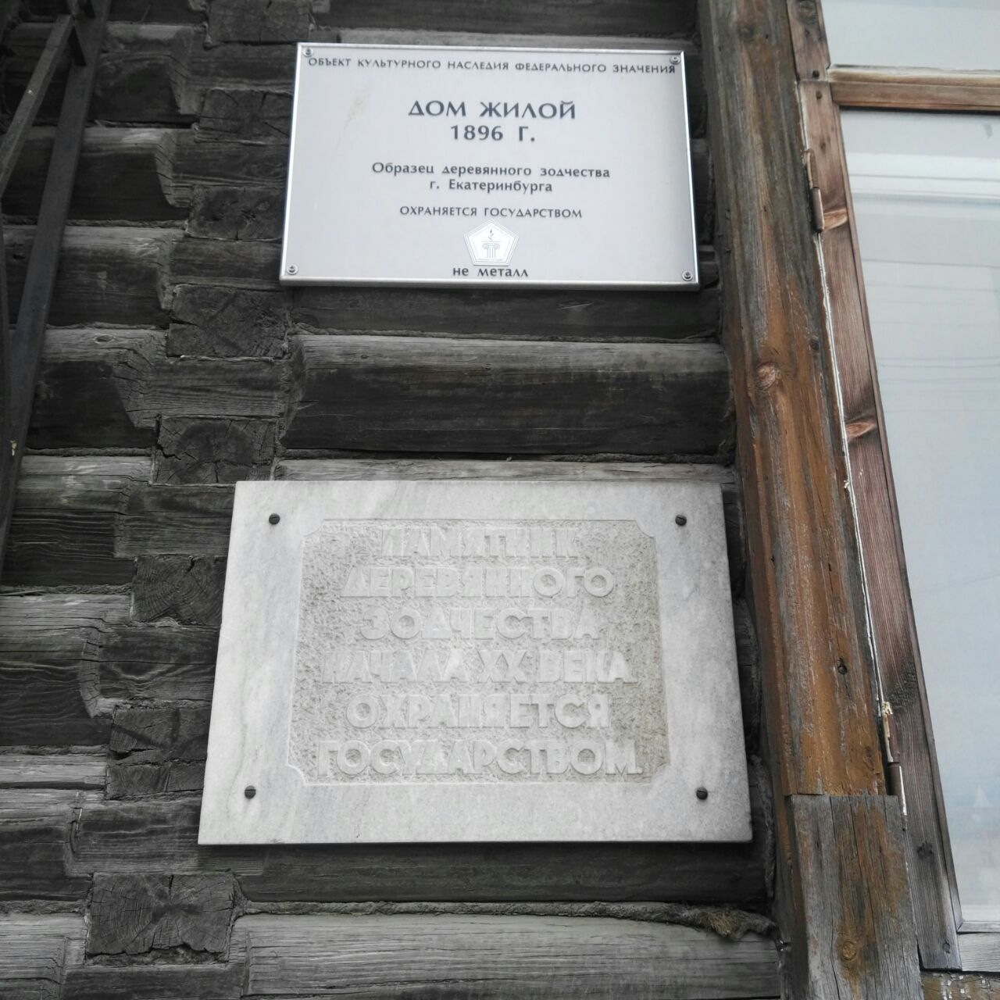 ОБЪЕКТ КУЛЬТУРНОГО НАСЛЕДИЯ ФЕДЕРАЛЬНОГО ЗНАЧЕНИЯ
ДОМ ЖИЛОЙ
1896 Г.
Образец деревянного зодчества
г. Екатеринбурга
ОХРАНЯЕТСЯ ГОСУДАРСТВОМ
НЕ МЕТАЛЛ
ПАМЯТНИК
ДЕРЕВЯННОГО
ЗОДЧЕСТВА
НАЧАЛА XX ВЕКА
ОХРАНЯЕТСЯ
ГОСУДАРСТВОМ.